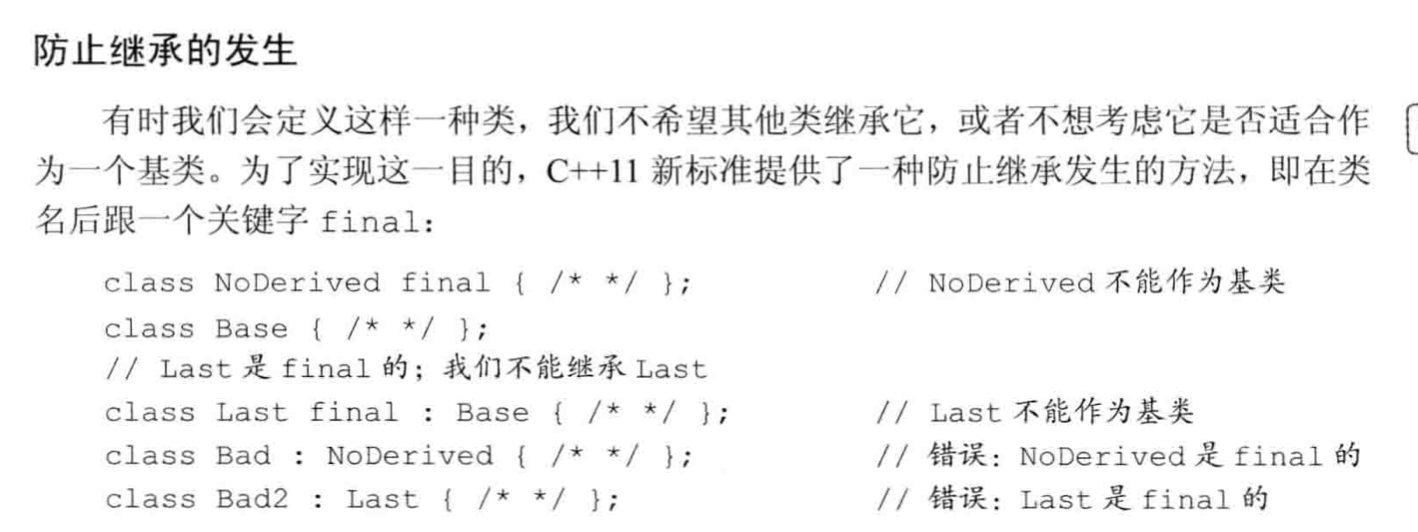 防止继承的发生
有时我们会定义这样一种类，我们不希望其他类继承它，或者不想考虑它是否适合作
为一个基类。为了实现这一目的，C++11 新标准提供了一种防止继承发生的方法，即在类
名后跟一个关键字 final：
class NoDerived final { /* */ }; // NoDerived 不能作为基类
class Base { /* */ };
// Last 是 final 的；我们不能继承 Last
class Last final : Base { /* */ }; // Last 不能作为基类
class Bad : NoDerived { /* */ }; // 错误：NoDerived 是 final 的
class Bad2 : Last { /* */ }; // 错误：Last 是 final 的